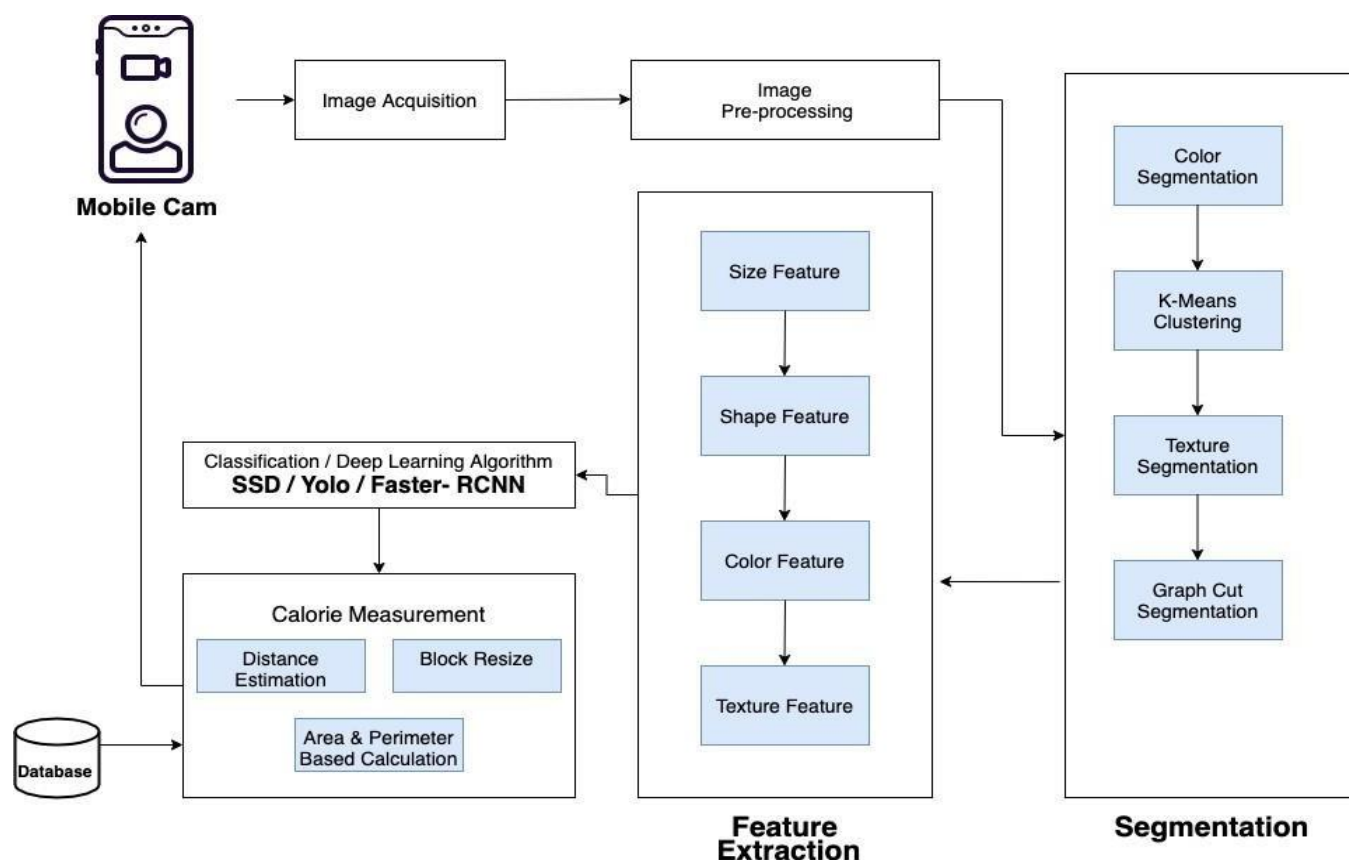 Mobile Cam
Image Acquisition
Image
Pre-processing
Color
Segmentation
K-Means
Clustering
Texture
Segmentation
Graph Cut
Segmentation
Segmentation
Size Feature
Shape Feature
Color Feature
Texture Feature
Feature
Extraction
Classification / Deep Learning Algorithm
SSD / Yolo / Faster- RCNN
Calorie Measurement
Distance
Estimation
Block Resize
Area & Perimeter
Based Calculation
Database